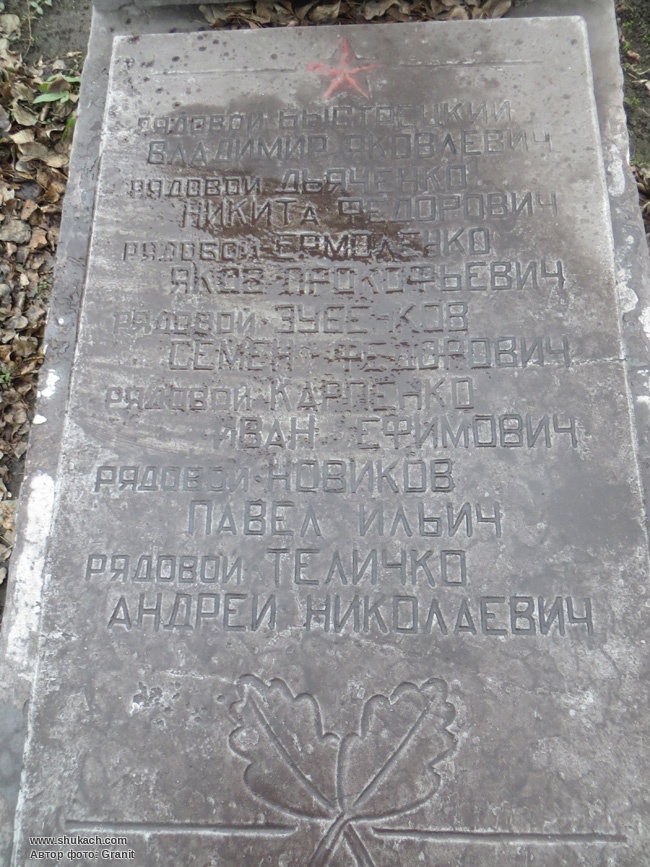 РЯДОВОЙ
ВЛАДИМИР ЯКОВЛЕВИЧ
РЯДОВОЙ ДЬЯЧЕНКО
НИКИТА ФЕДОРОВИЧ
РЯДОВОЙ ЕРМОЛЕНКО
ЯКОВ ПРОКОФЬЕВИЧ
РЯДОВОЙ
СЕМЕН ФЕДОРОВИЧ
РЯДОВОЙ КАРПЕНКО
ИВАН ЕФИМОВИЧ
РЯДОВОЙ НОВИКОВ
ПАВЕЛ ИЛЬИЧ
РЯДОВОЙ ТЕЛИЧКО
АНДРЕЙ НИКОЛАЕВИЧ
www.shukach.com
Автор фото- Granit